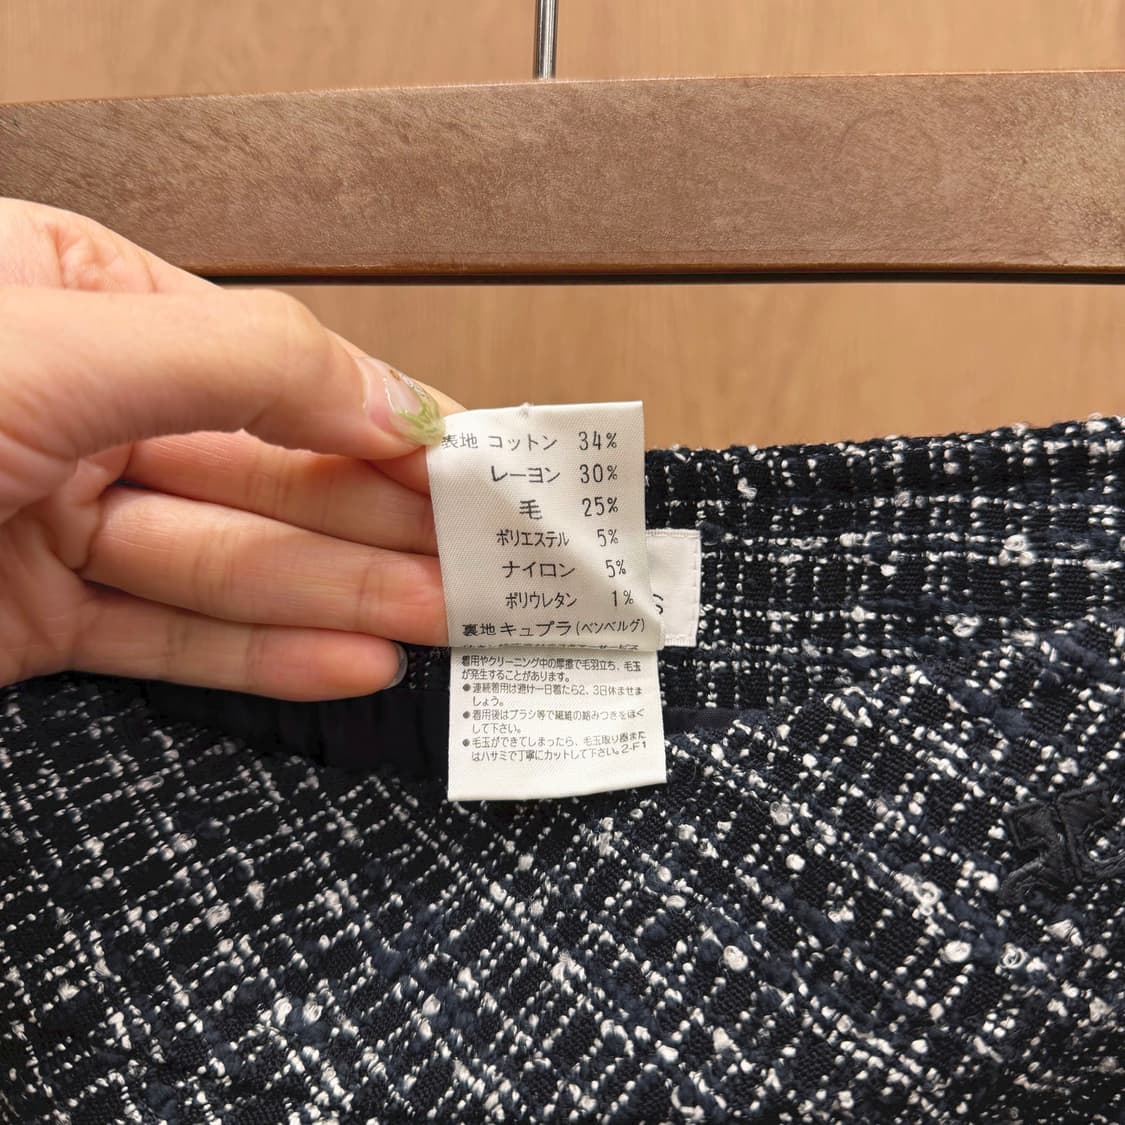 表地 コットン 34%
レーヨン 30%
毛 25%
ポリエステル 5%
ナイロン 5%
ポリウレタン 1%
裏地 キュプラ(ベンベルグ)
着用やクリーニング中の摩擦で毛羽立ち、毛玉
が発生することがあります。
●連続着用は避け一日着たら2、3日休ませま
しょう。
●着用後はブラシ等で繊維の絡みつきをほぐ
して下さい。
●毛玉ができてしまったら、毛玉取り器また
はハサミで丁寧にカットして下さい。2-F1
S